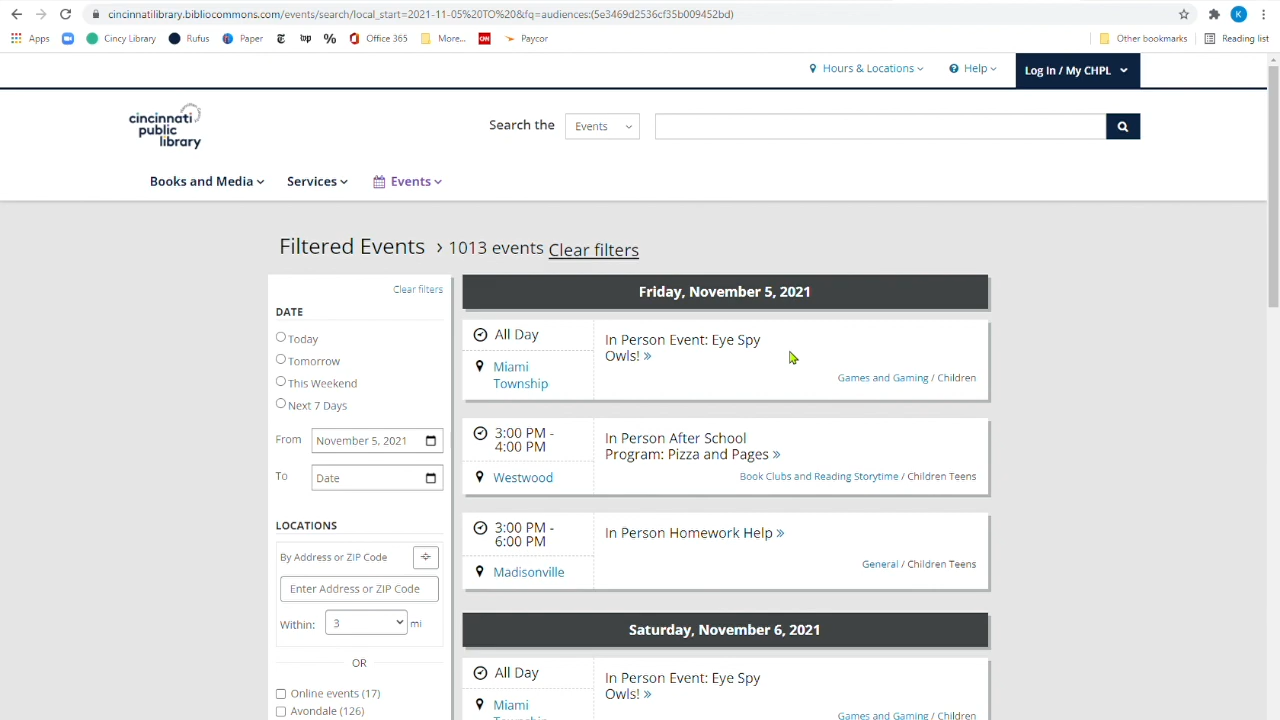 cincinnatilibrary.bibliocommons.com/events/search/local_start=2021-11-05%20TO%20&fq=audiences:(5e3469d2536cf35b009452bd)
K
Apps
Cincy Library
Rufus
Paper
top
%
Office 365
More...
CNN
Paycor
Other bookmarks
Reading list
Hours & Locations
Help
Log In / My CHPL
cincinnati
public
library
Search the
Events
Books and Media
Services
Events
Filtered Events › 1013 events Clear filters
Clear filters
DATE
Today
Tomorrow
This Weekend
Next 7 Days
From
November 5, 2021
To
Date
LOCATIONS
By Address or ZIP Code
Enter Address or ZIP Code
Within:
3
mi
OR
Online events (17)
Avondale (126)
Friday, November 5, 2021
All Day
Miami
Township
In Person Event: Eye Spy
Owls! »
Games and Gaming / Children
3:00 PM -
4:00 PM
Westwood
In Person After School
Program: Pizza and Pages »
Book Clubs and Reading Storytime / Children Teens
3:00 PM -
6:00 PM
Madisonville
In Person Homework Help »
General / Children Teens
Saturday, November 6, 2021
All Day
Miami
Township
In Person Event: Eye Spy
Owls! »
Games and Gaming / Children